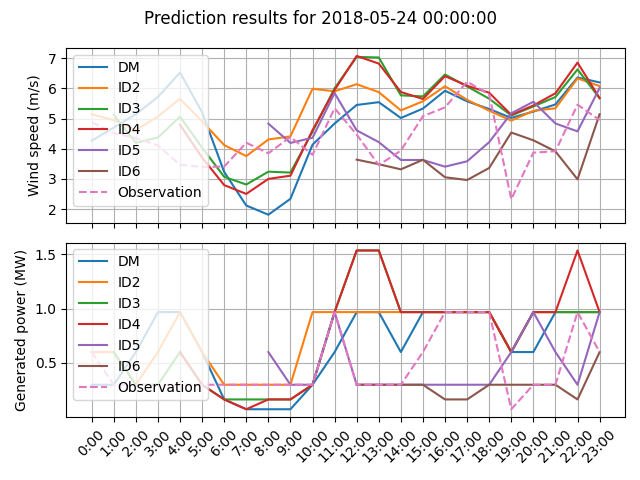 Prediction results for 2018-05-24 00:00:00
Wind speed (m/s)
7
6
5
4
3
2
DM
ID2
ID3
ID4
ID5
ID6
Observation
Generated power (MW)
1.5
1.0
0.5
DM
ID2
ID3
ID4
ID5
ID6
Observation
0:00 1:00 2:00 3:00 4:00 5:00 6:00 7:00 8:00 9:00 10:00 11:00 12:00 13:00 14:00 15:00 16:00 17:00 18:00 19:00 20:00 21:00 22:00 23:00